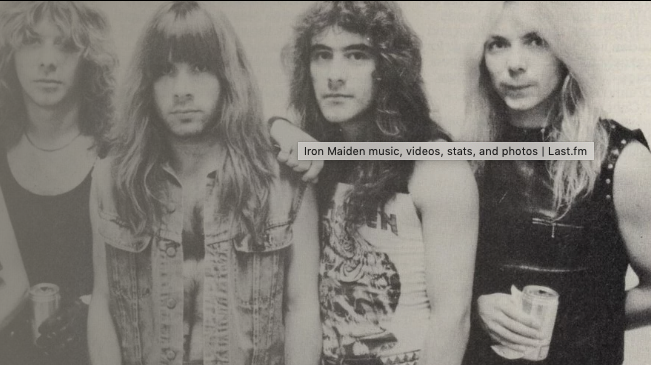 Iron Maiden music, videos, stats, and photos | Last.fm